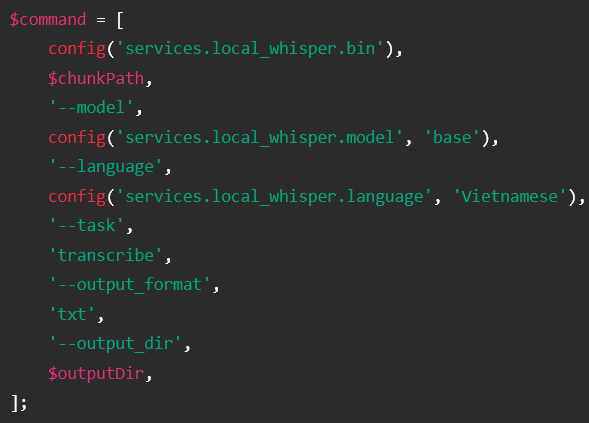 $command = [
    config('services.local_whisper.bin'),
    $chunkPath,
    '--model',
    config('services.local_whisper.model', 'base'),
    '--language',
    config('services.local_whisper.language', 'Vietnamese'),
    '--task',
    'transcribe',
    '--output_format',
    'txt',
    '--output_dir',
    $outputDir,
];